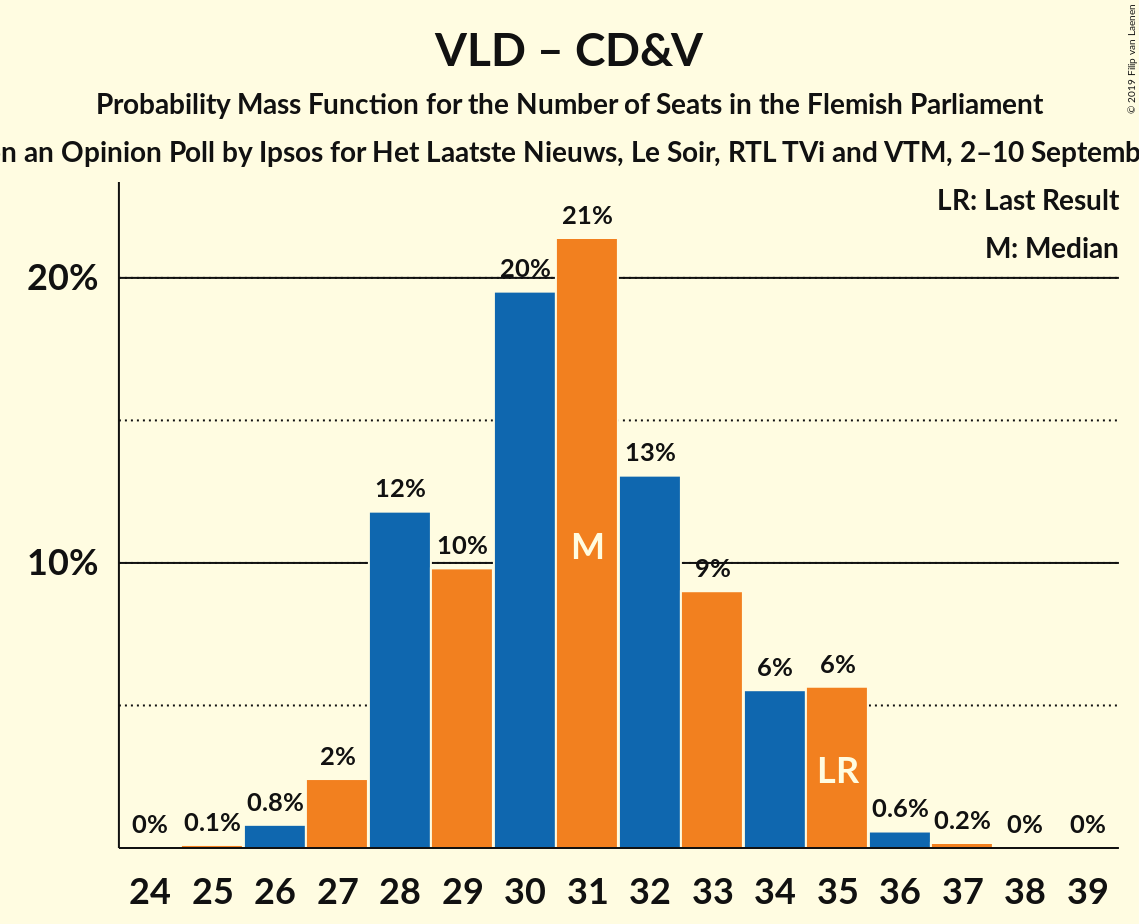 VLD – CD&V
Probability Mass Function for the Number of Seats in the Flemish Parliament
an Opinion Poll by Ipsos for Het Laatste Nieuws, Le Soir, RTL TVi and VTM, 2–10
© 2019 Filip van Laenen
LR: Last Result
M: Median
20%
10%
0% 0.1% 0.8% 2% 12% 10% 20% 21% 13% 9% 6% 6% 0.6% 0.2% 0% 0%
M
LR
24 25 26 27 28 29 30 31 32 33 34 35 36 37 38 39